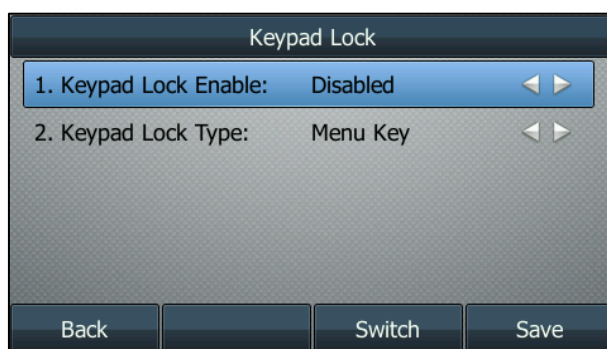 Keypad Lock
1. Keypad Lock Enable: Disabled
2. Keypad Lock Type: Menu Key
Back Switch Save